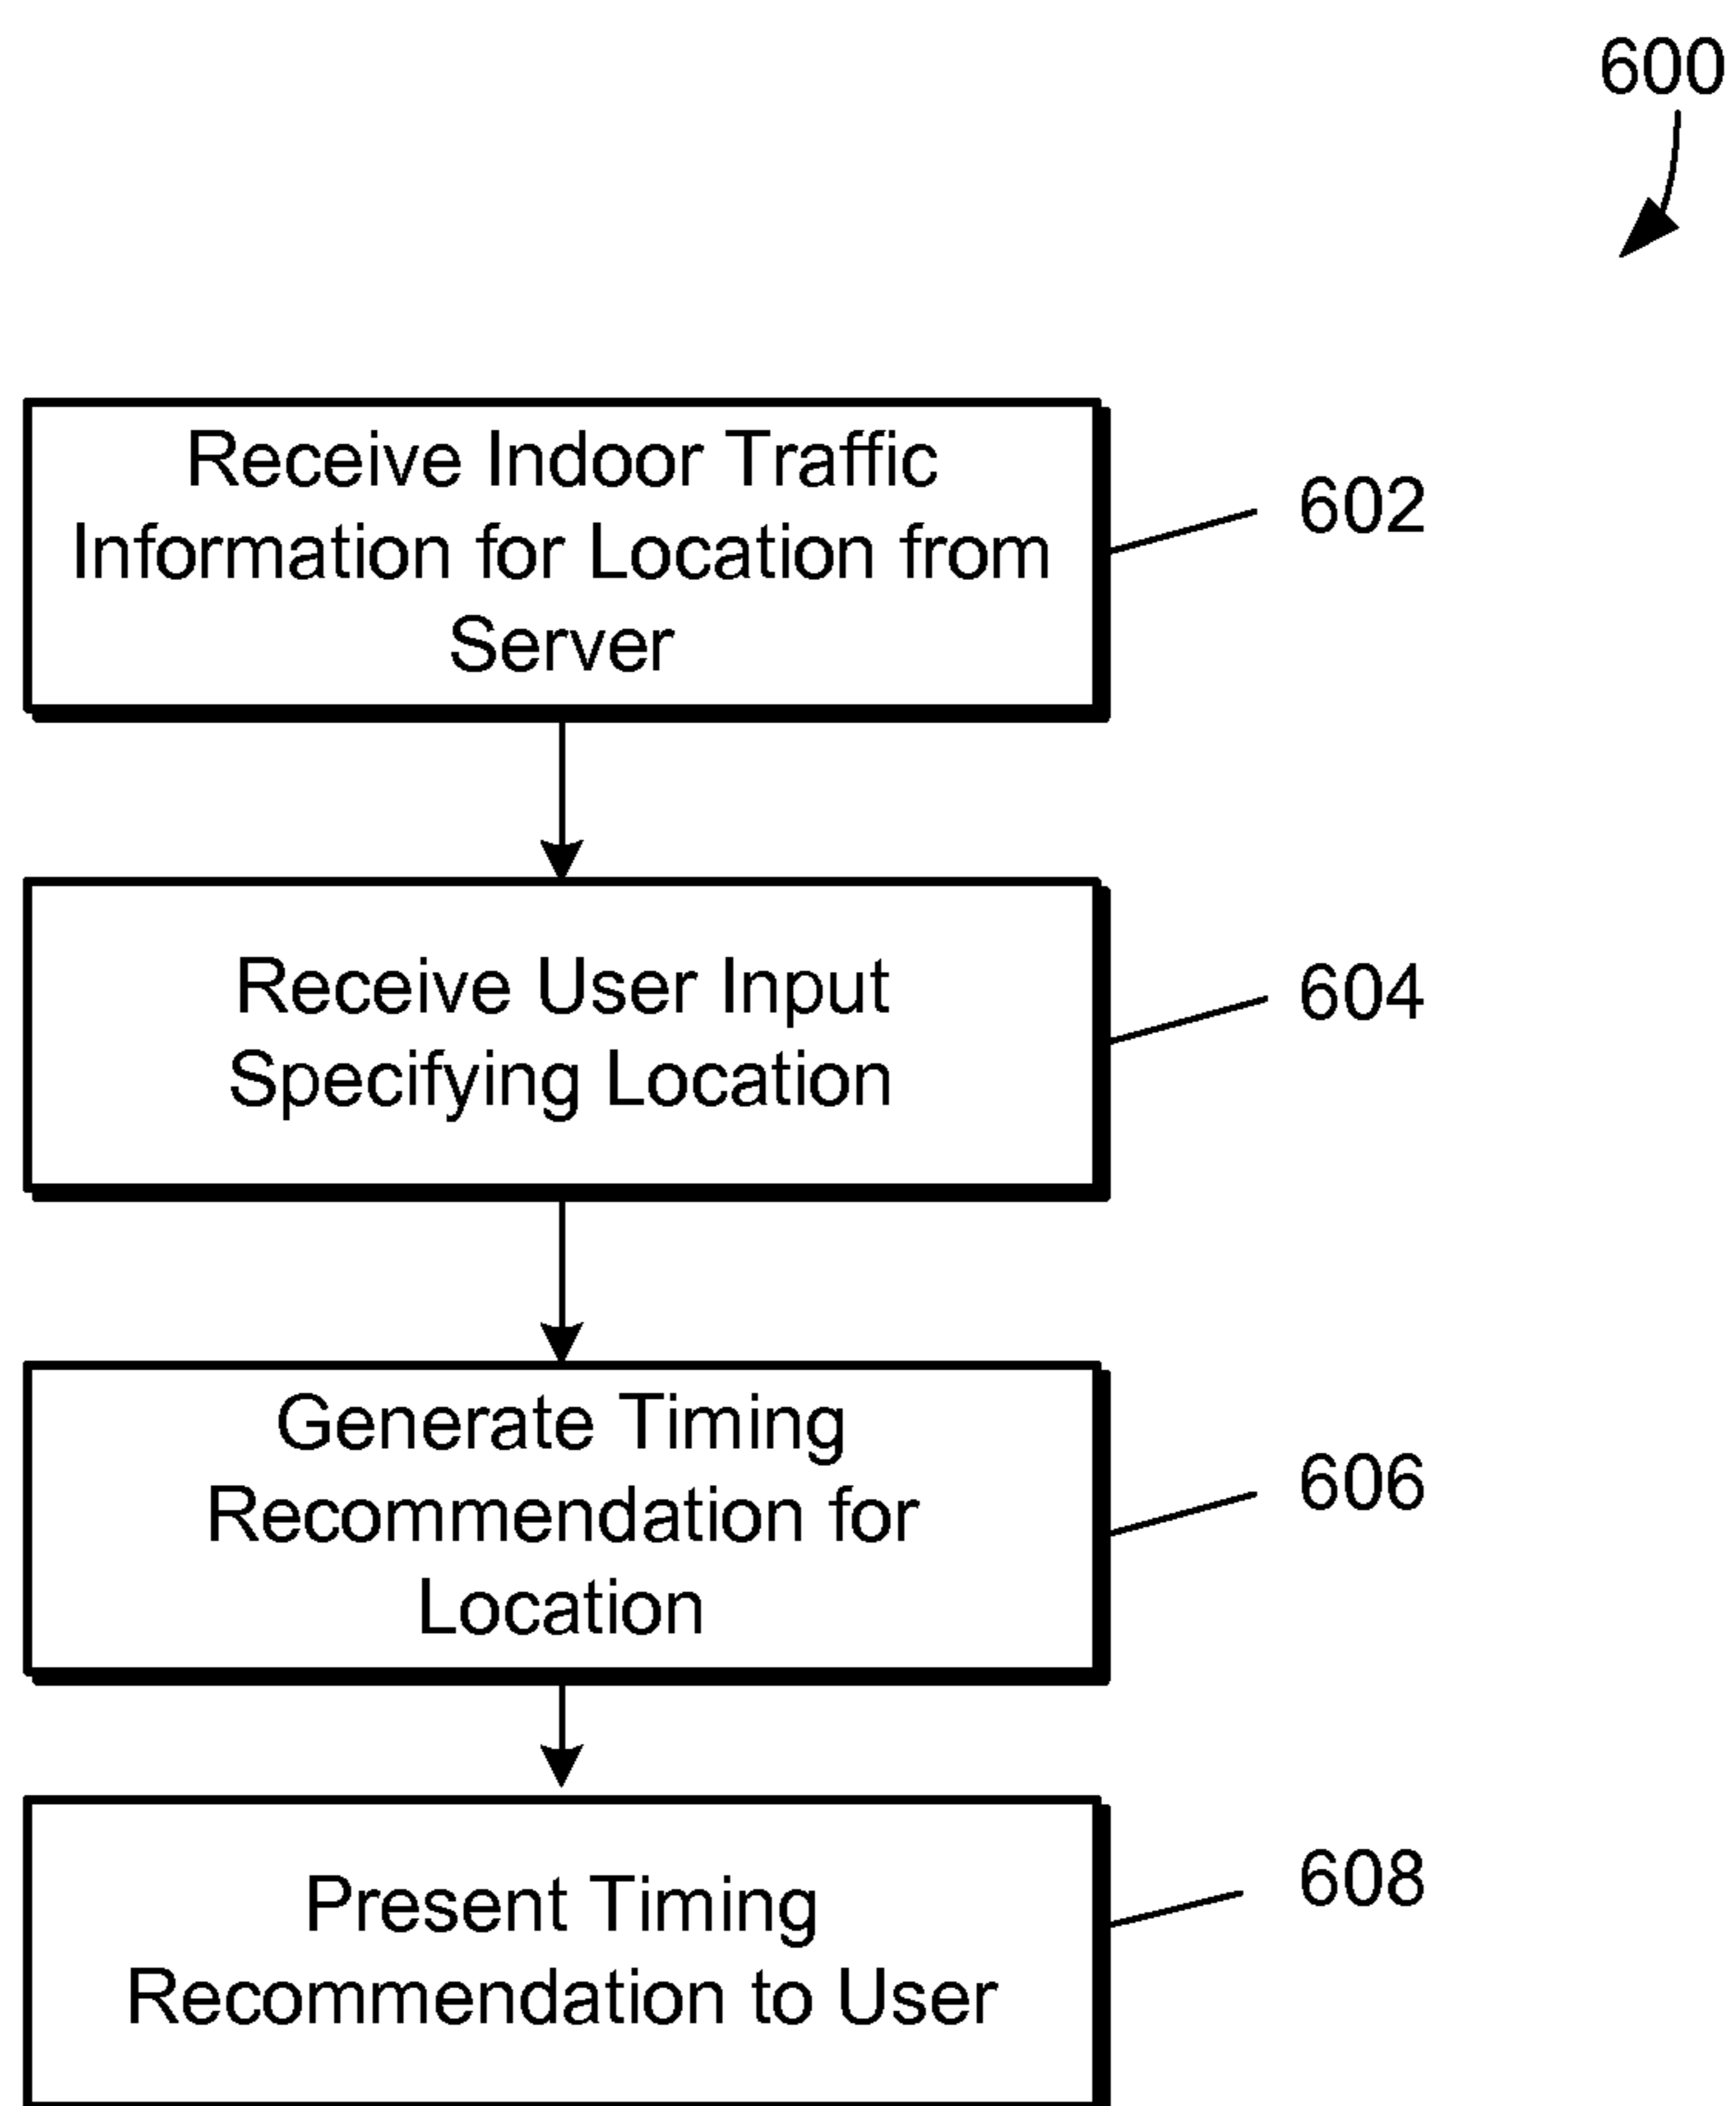 600
Receive Indoor Traffic
Information for Location from
Server
602
Receive User Input
Specifying Location
604
Generate Timing
Recommendation for
Location
606
Present Timing
Recommendation to User
608